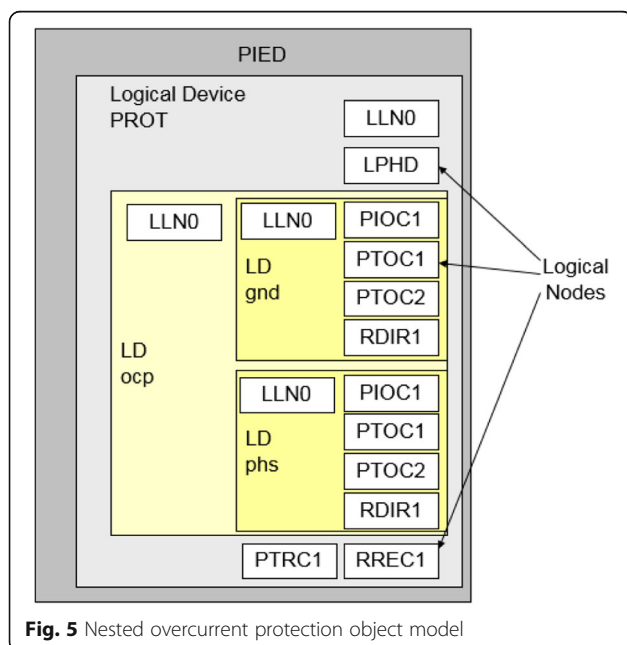 PIED
Logical Device
PROT
LLN0
LPHD
LLN0
LD
ocp
LLN0
LD
gnd
PIOC1
PTOC1
PTOC2
RDIR1
LLN0
LD
phs
PIOC1
PTOC1
PTOC2
RDIR1
PTRC1
RREC1
Logical
Nodes
Fig. 5 Nested overcurrent protection object model